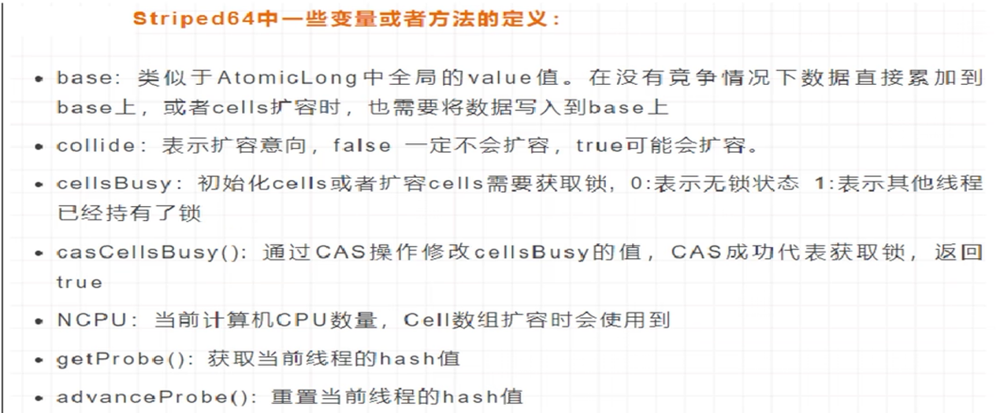 Striped64中一些变量或者方法的定义：
• base: 类似于AtomicLong中全局的value值。在没有竞争情况下数据直接累加到
base上，或者cells扩容时，也需要将数据写入到base上
• collide：表示扩容意向，false 一定不会扩容，true可能会扩容。
• cellsBusy：初始化cells或者扩容cells需要获取锁, 0:表示无锁状态 1:表示其他线程
已经持有了锁
• casCellsBusy(): 通过CAS操作修改cellsBusy的值，CAS成功代表获取锁，返回
true
• NCPU：当前计算机CPU数量，Cell数组扩容时会使用到
• getProbe(): 获取当前线程的hash值
• advanceProbe(): 重置当前线程的hash值